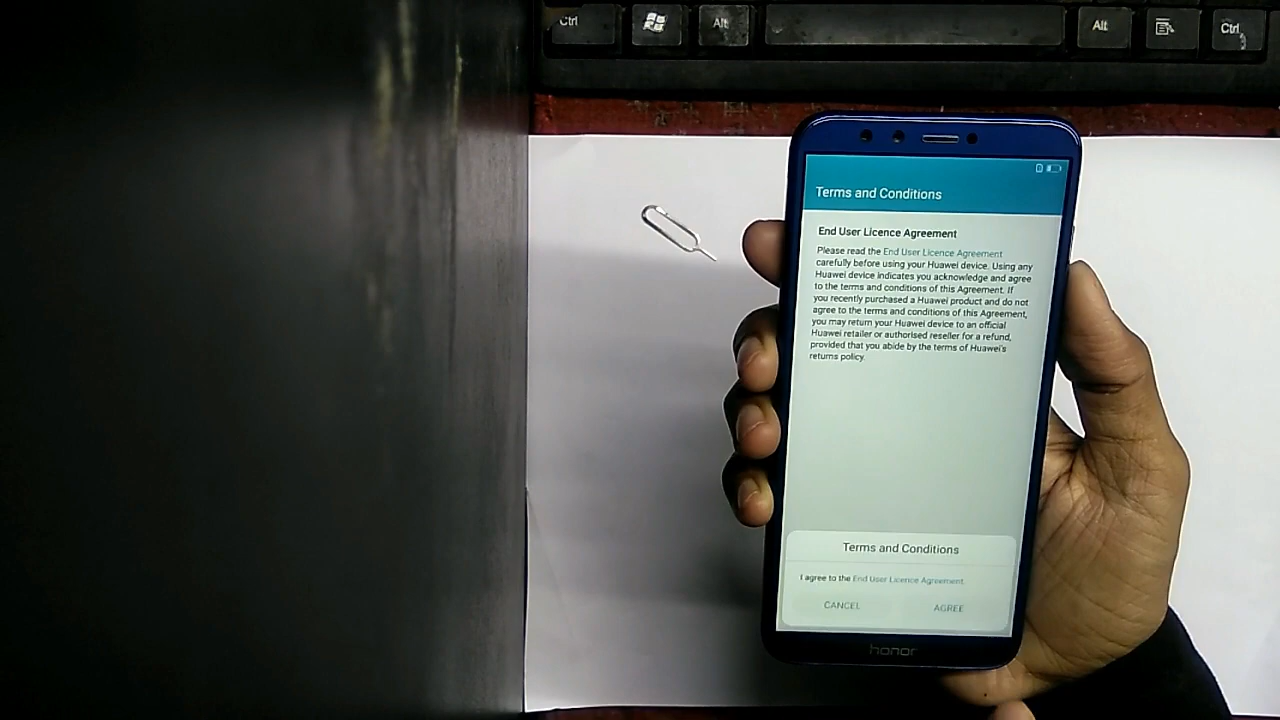 Ctrl
Alt
Alt
Ctrl
Terms and Conditions
End User Licence Agreement
Please read the End User Licence Agreement
carefully before using your Huawei device. Using any
Huawei device indicates you acknowledge and agree
to the terms and conditions of this Agreement. If
you recently purchased a Huawei product and do not
agree to the terms and conditions of this Agreement,
you may return your Huawei device to an official
Huawei retailer or authorised reseller for a refund,
provided that you abide by the terms of Huawei's
returns policy.
Terms and Conditions
I agree to the End User Licence Agreement.
CANCEL
AGREE
honor